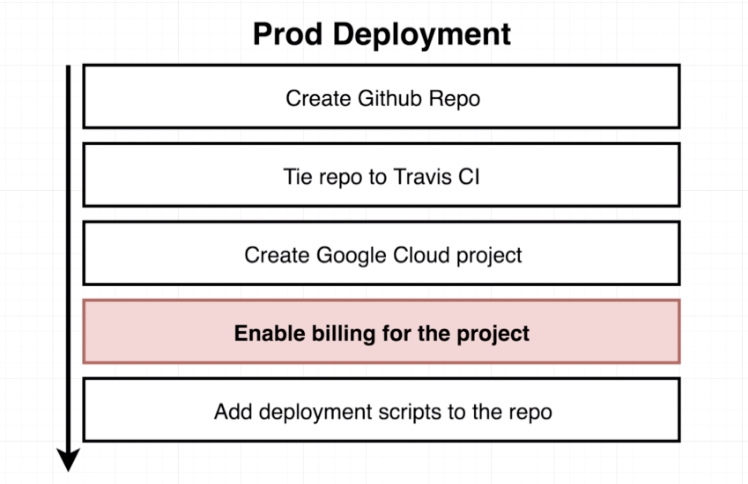 Prod Deployment
Create Github Repo
Tie repo to Travis CI
Create Google Cloud project
Enable billing for the project
Add deployment scripts to the repo